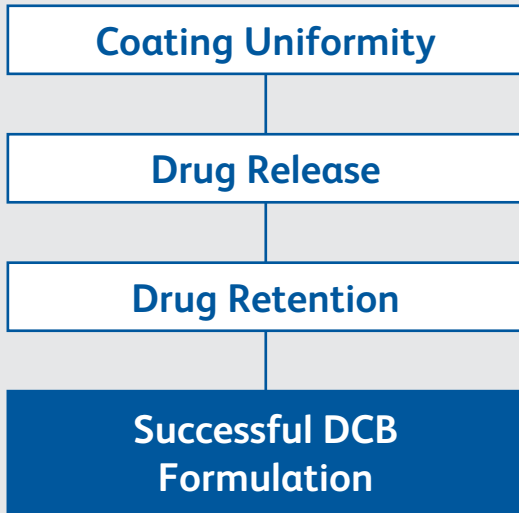 Coating Uniformity
Drug Release
Drug Retention
Successful DCB
Formulation